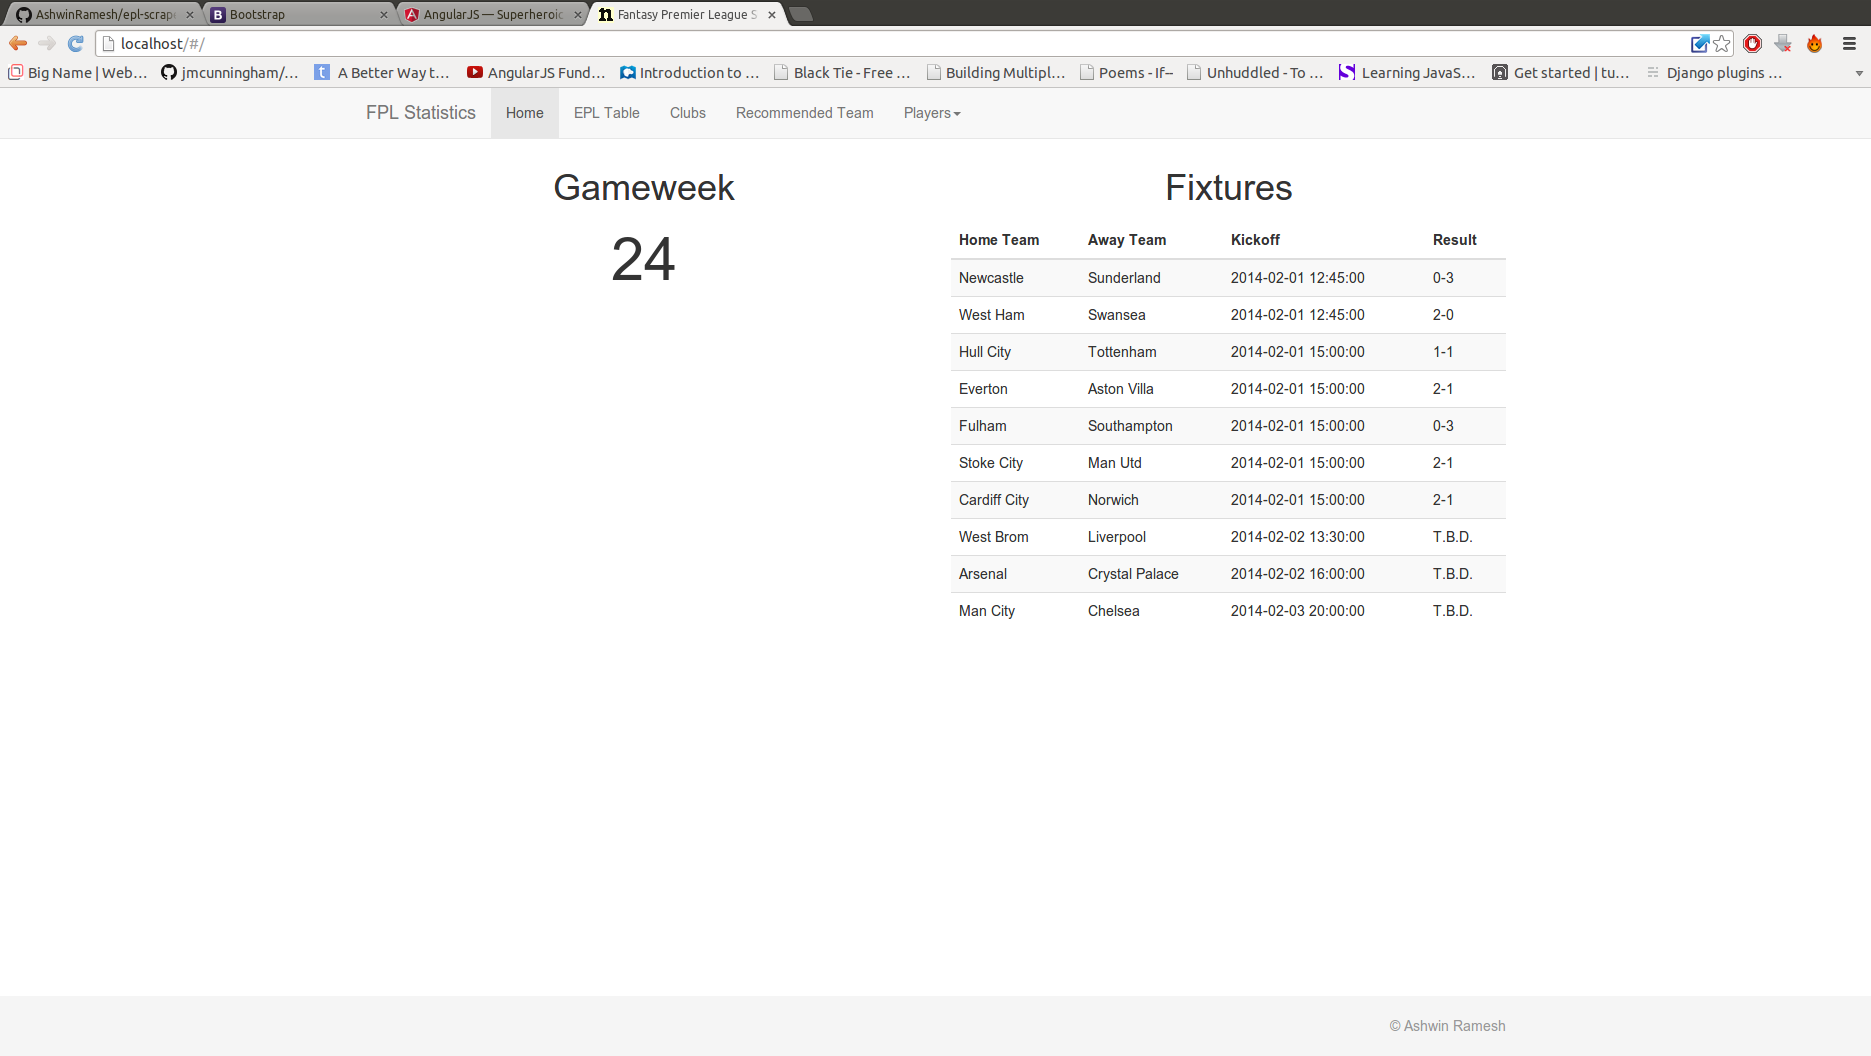 AshwinRamesh/epl-scrape Bootstrap AngularJS — Superheroic Fantasy Premier League S
localhost/#/
Big Name | Web... jmcunningham/... A Better Way t... AngularJS Fund... Introduction to ... Black Tie - Free ... Building Multipl... Poems - If-- Unhuddled - To ... Learning JavaS... Get started | tu... Django plugins ...
FPL Statistics Home EPL Table Clubs Recommended Team Players
Gameweek
24
Fixtures
Home Team Away Team Kickoff Result
Newcastle Sunderland 2014-02-01 12:45:00 0-3
West Ham Swansea 2014-02-01 12:45:00 2-0
Hull City Tottenham 2014-02-01 15:00:00 1-1
Everton Aston Villa 2014-02-01 15:00:00 2-1
Fulham Southampton 2014-02-01 15:00:00 0-3
Stoke City Man Utd 2014-02-01 15:00:00 2-1
Cardiff City Norwich 2014-02-01 15:00:00 2-1
West Brom Liverpool 2014-02-02 13:30:00 T.B.D.
Arsenal Crystal Palace 2014-02-02 16:00:00 T.B.D.
Man City Chelsea 2014-02-03 20:00:00 T.B.D.
© Ashwin Ramesh